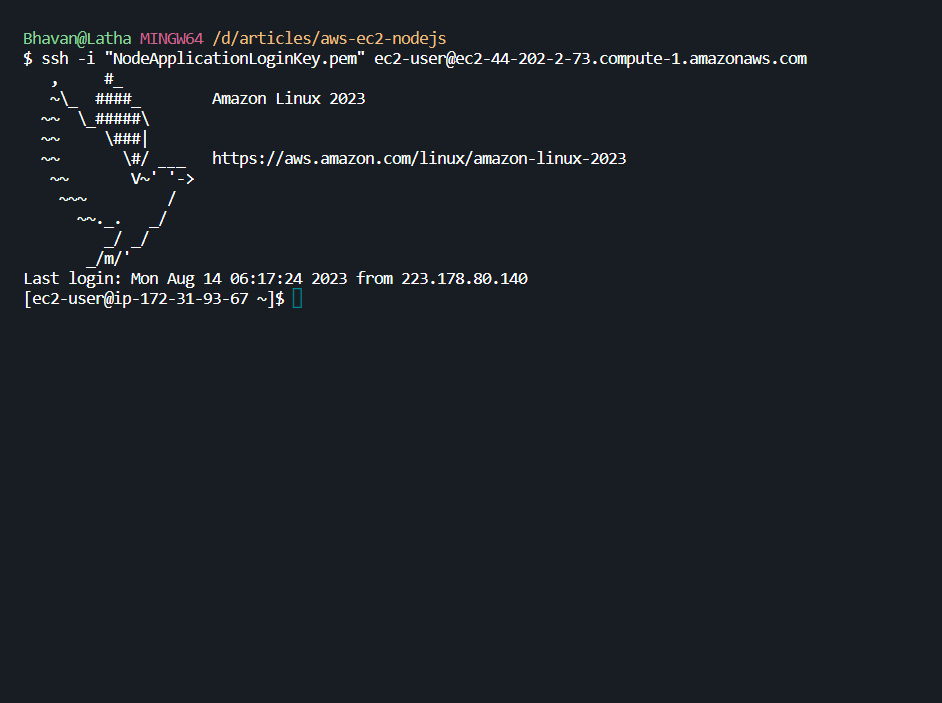 Bhavan@Latha MINGW64 /d/articles/aws-ec2-nodejs
$ ssh -i "NodeApplicationLoginKey.pem" ec2-user@ec2-44-202-2-73.compute-1.amazonaws.com
   ,     #_
   ~\_  ####_        Amazon Linux 2023
  ~~  \_#####\
  ~~     \###|
  ~~       \#/ ___   https://aws.amazon.com/linux/amazon-linux-2023
   ~~       V~' '->
    ~~~         /
      ~~._.   _/
         _/ _/
       _/m/'
Last login: Mon Aug 14 06:17:24 2023 from 223.178.80.140
[ec2-user@ip-172-31-93-67 ~]$